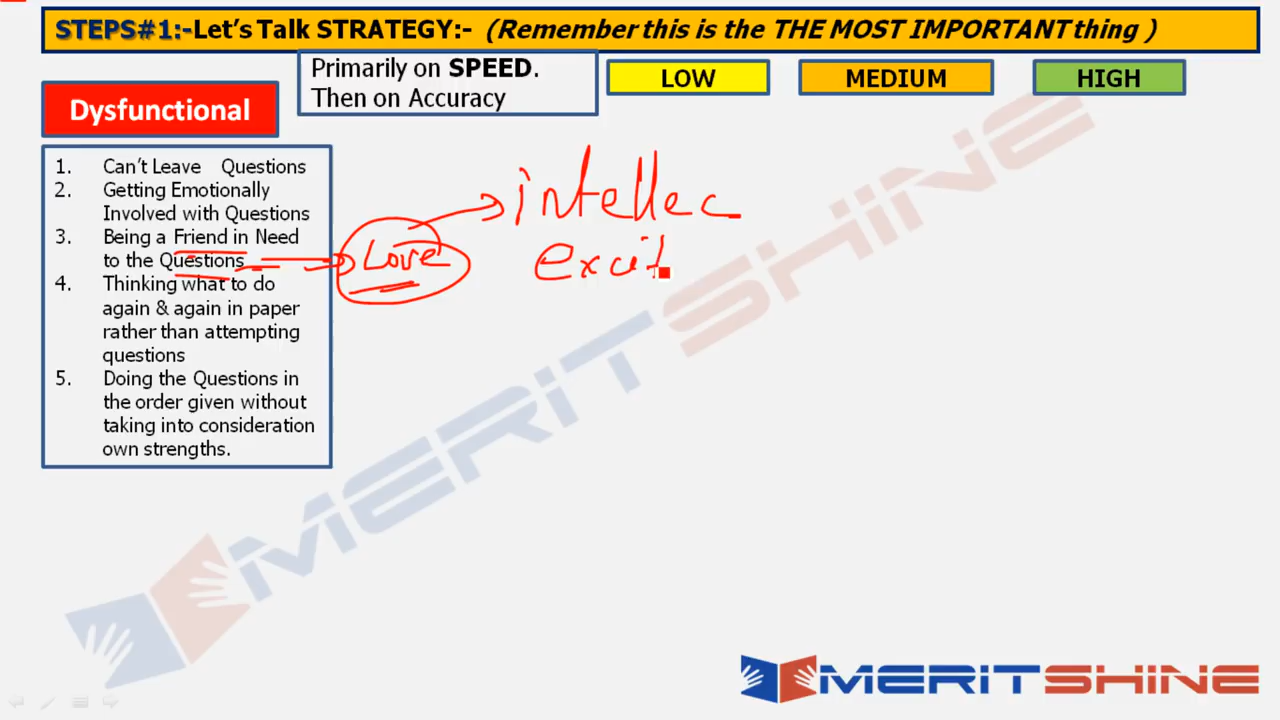 STEPS#1:-Let's Talk STRATEGY:- (Remember this is the THE MOST IMPORTANT thing )
Primarily on SPEED.
Then on Accuracy
LOW
MEDIUM
HIGH
Dysfunctional
1. Can't Leave Questions
2. Getting Emotionally
Involved with Questions
3. Being a Friend in Need
to the Questions
4. Thinking what to do
again & again in paper
rather than attempting
questions
5. Doing the Questions in
the order given without
taking into consideration
own strengths.
Love
intellec
excit
MERITSHINE
MERITSHINE